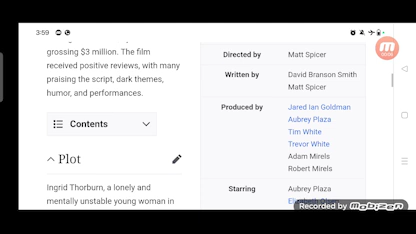 3:59
grossing $3 million. The film
received positive reviews, with many
praising the script, dark themes,
humor, and performances.
Contents
Plot
Ingrid Thorburn, a lonely and
mentally unstable young woman in
Directed by Matt Spicer
Written by David Branson Smith
Matt Spicer
Produced by Jared Ian Goldman
Aubrey Plaza
Tim White
Trevor White
Adam Mirels
Robert Mirels
Starring Aubrey Plaza
Recorded by
MOBIZEN